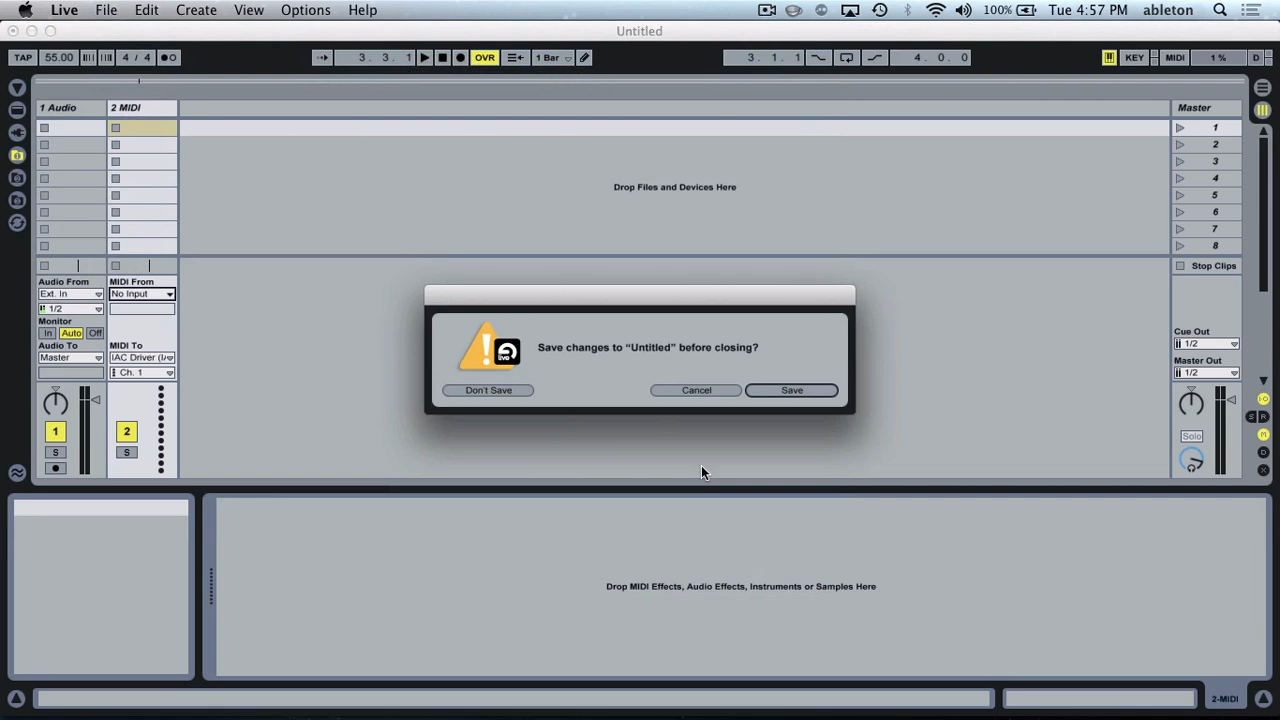 Live File Edit Create View Options Help 100% Tue 4:57 PM ableton
Untitled
TAP 55.00 4 / 4 3. 3. 1 OVR 1 Bar 3. 1. 1 4. 0. 0 KEY MIDI 1 % D
1 Audio 2 MIDI Master
1
2
3
4
5
6
7
8
Drop Files and Devices Here
Stop Clips
Audio From MIDI From
Ext. In No Input
1/2
Monitor
In Auto Off
Audio To MIDI To
Master IAC Driver (I
Ch. 1
Cue Out
1/2
Master Out
1/2
Save changes to “Untitled” before closing?
live
Don't Save Cancel Save
1 2 Solo
S S
I·O
S R
M
D
X
Drop MIDI Effects, Audio Effects, Instruments or Samples Here
2-MIDI